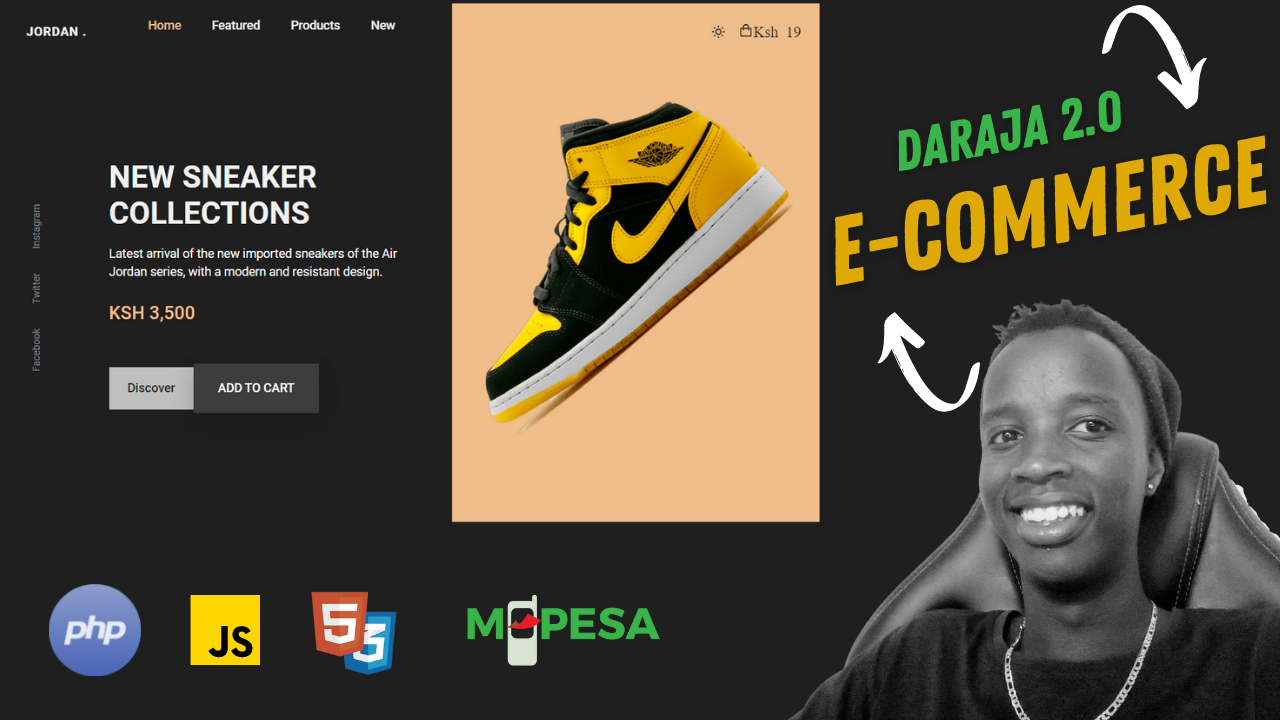 JORDAN .
Home Featured Products New
Ksh 19
DARAJA 2.0
E-COMMERCE
NEW SNEAKER
COLLECTIONS
Latest arrival of the new imported sneakers of the Air
Jordan series, with a modern and resistant design.
KSH 3,500
Discover
ADD TO CART
Instagram
Twitter
Facebook
php
JS
5
3
M-PESA